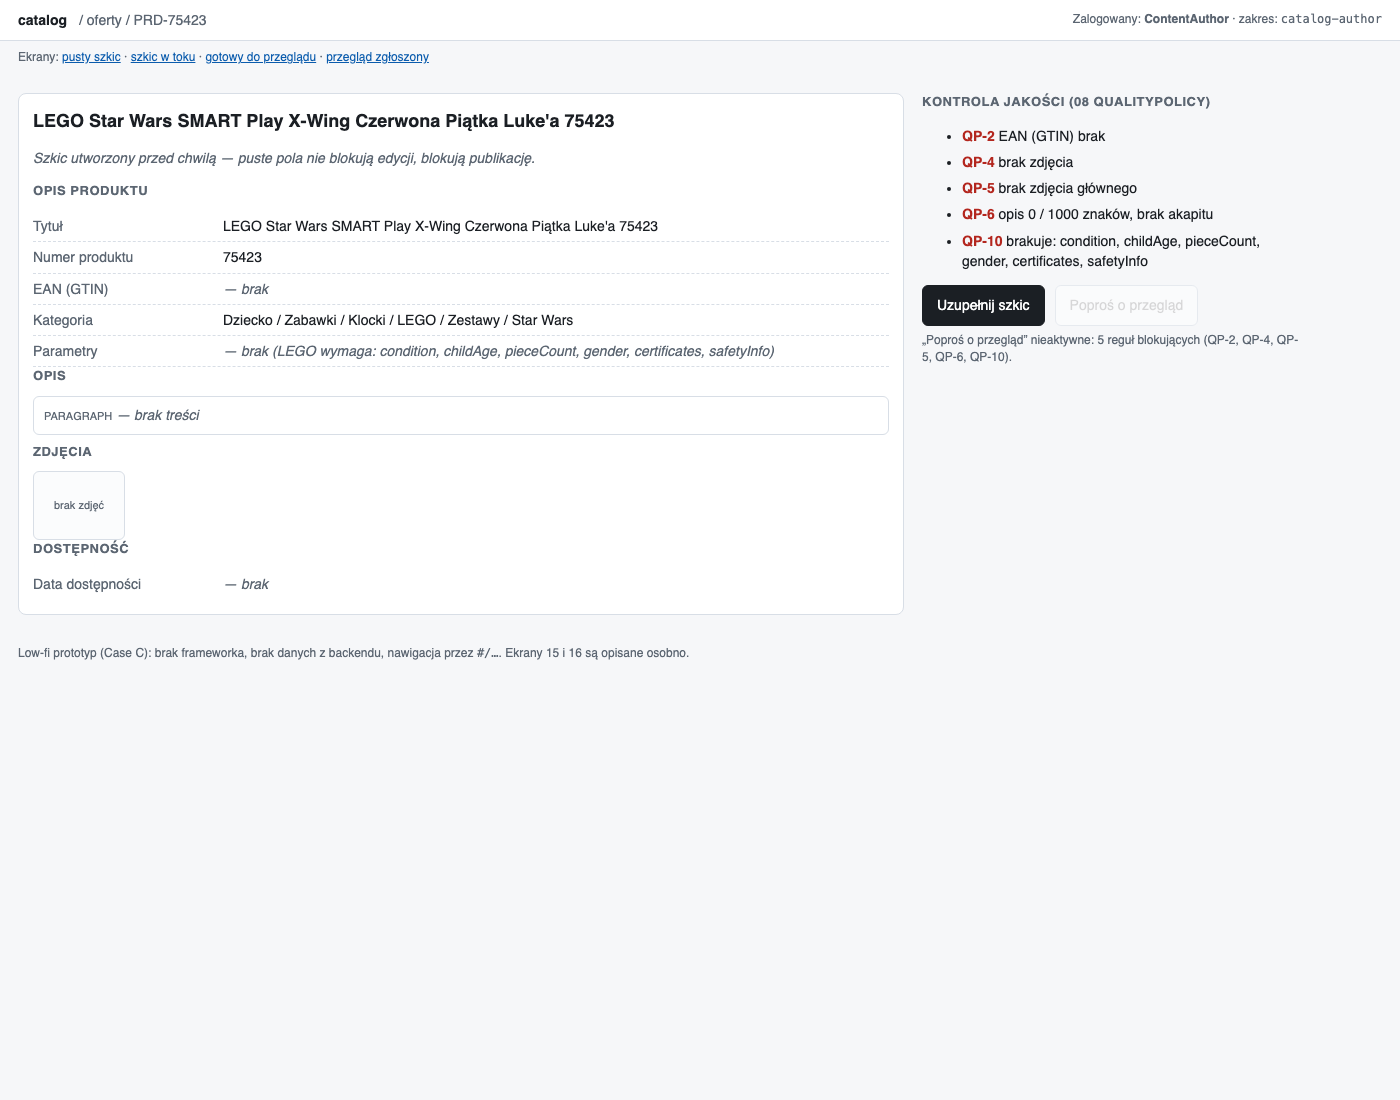 catalog / oferty / PRD-75423
Zalogowany: ContentAuthor · zakres: catalog-author
Ekrany: pusty szkic · szkic w toku · gotowy do przeglądu · przegląd zgłoszony
LEGO Star Wars SMART Play X-Wing Czerwona Piątka Luke'a 75423
Szkic utworzony przed chwilą — puste pola nie blokują edycji, blokują publikację.
OPIS PRODUKTU
Tytuł LEGO Star Wars SMART Play X-Wing Czerwona Piątka Luke'a 75423
Numer produktu 75423
EAN (GTIN) — brak
Kategoria Dziecko / Zabawki / Klocki / LEGO / Zestawy / Star Wars
Parametry — brak (LEGO wymaga: condition, childAge, pieceCount, gender, certificates, safetyInfo)
OPIS
PARAGRAPH — brak treści
ZDJĘCIA
brak zdjęć
DOSTĘPNOŚĆ
Data dostępności — brak
KONTROLA JAKOŚCI (08 QUALITYPOLICY)
• QP-2 EAN (GTIN) brak
• QP-4 brak zdjęcia
• QP-5 brak zdjęcia głównego
• QP-6 opis 0 / 1000 znaków, brak akapitu
• QP-10 brakuje: condition, childAge, pieceCount,
gender, certificates, safetyInfo
Uzupełnij szkic Poproś o przegląd
„Poproś o przegląd” nieaktywne: 5 reguł blokujących (QP-2, QP-4, QP-
5, QP-6, QP-10).
Low-fi prototyp (Case C): brak frameworka, brak danych z backendu, nawigacja przez #/…. Ekrany 15 i 16 są opisane osobno.